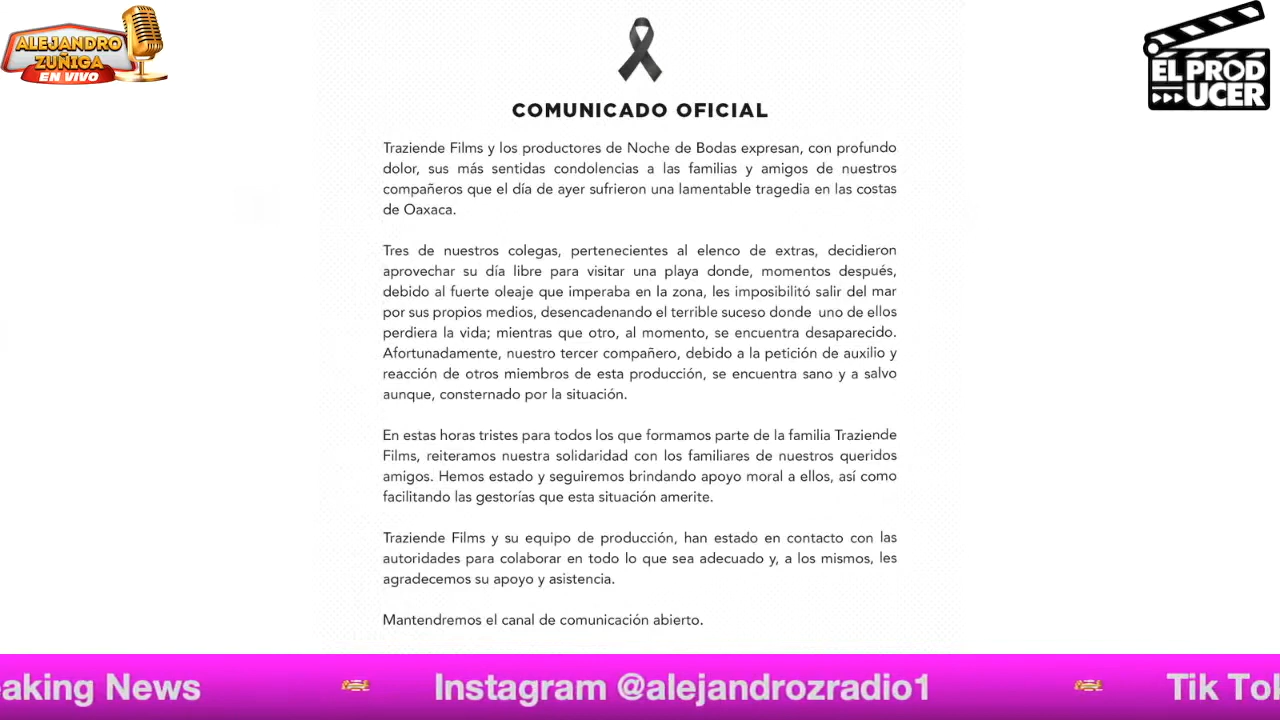 ALEJANDRO
ZUÑIGA
EN VIVO
EL PROD
UCER
COMUNICADO OFICIAL
Traziende Films y los productores de Noche de Bodas expresan, con profundo
dolor, sus más sentidas condolencias a las familias y amigos de nuestros
compañeros que el día de ayer sufrieron una lamentable tragedia en las costas
de Oaxaca.
Tres de nuestros colegas, pertenecientes al elenco de extras, decidieron
aprovechar su día libre para visitar una playa donde, momentos después,
debido al fuerte oleaje que imperaba en la zona, les imposibilitó salir del mar
por sus propios medios, desencadenando el terrible suceso donde uno de ellos
perdiera la vida; mientras que otro, al momento, se encuentra desaparecido.
Afortunadamente, nuestro tercer compañero, debido a la petición de auxilio y
reacción de otros miembros de esta producción, se encuentra sano y a salvo
aunque, consternado por la situación.
En estas horas tristes para todos los que formamos parte de la familia Traziende
Films, reiteramos nuestra solidaridad con los familiares de nuestros queridos
amigos. Hemos estado y seguiremos brindando apoyo moral a ellos, así como
facilitando las gestorías que esta situación amerite.
Traziende Films y su equipo de producción, han estado en contacto con las
autoridades para colaborar en todo lo que sea adecuado y, a los mismos, les
agradecemos su apoyo y asistencia.
Mantendremos el canal de comunicación abierto.
eaking News Instagram @alejandrozradio1 Tik Tok